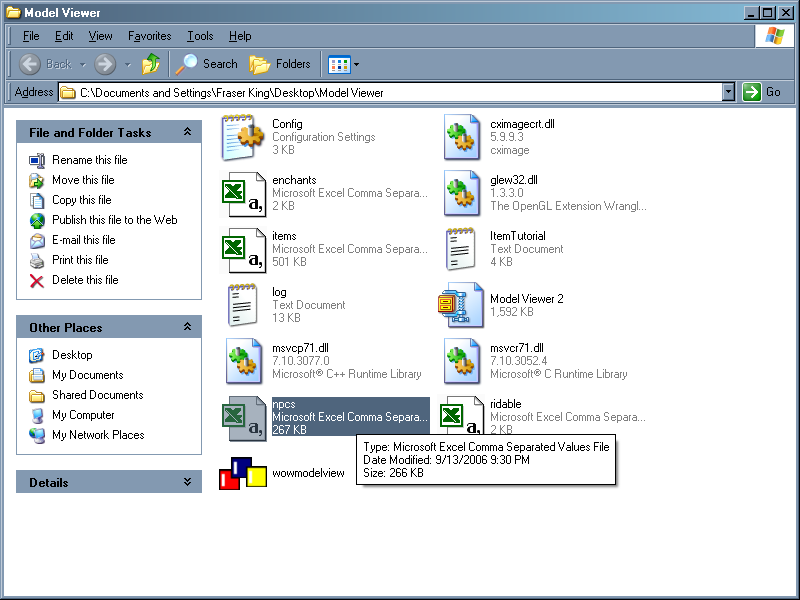 Model Viewer
File Edit View Favorites Tools Help
Back Search Folders
Address C:\Documents and Settings\Fraser King\Desktop\Model Viewer Go
File and Folder Tasks
Rename this file
Move this file
Copy this file
Publish this file to the Web
E-mail this file
Print this file
Delete this file
Other Places
Desktop
My Documents
Shared Documents
My Computer
My Network Places
Details
Config
Configuration Settings
3 KB
cximagecrt.dll
5.9.9.3
cximage
enchants
Microsoft Excel Comma Separa...
2 KB
glew32.dll
1.3.3.0
The OpenGL Extension Wrangl...
items
Microsoft Excel Comma Separa...
501 KB
ItemTutorial
Text Document
4 KB
log
Text Document
13 KB
Model Viewer 2
1,592 KB
msvcp71.dll
7.10.3077.0
Microsoft® C++ Runtime Library
msvcr71.dll
7.10.3052.4
Microsoft® C Runtime Library
npcs
Microsoft Excel Comma Separa...
267 KB
ridable
Microsoft Excel Comma Separa...
2 KB
Type: Microsoft Excel Comma Separated Values File
Date Modified: 9/13/2006 9:30 PM
Size: 266 KB
wowmodelview